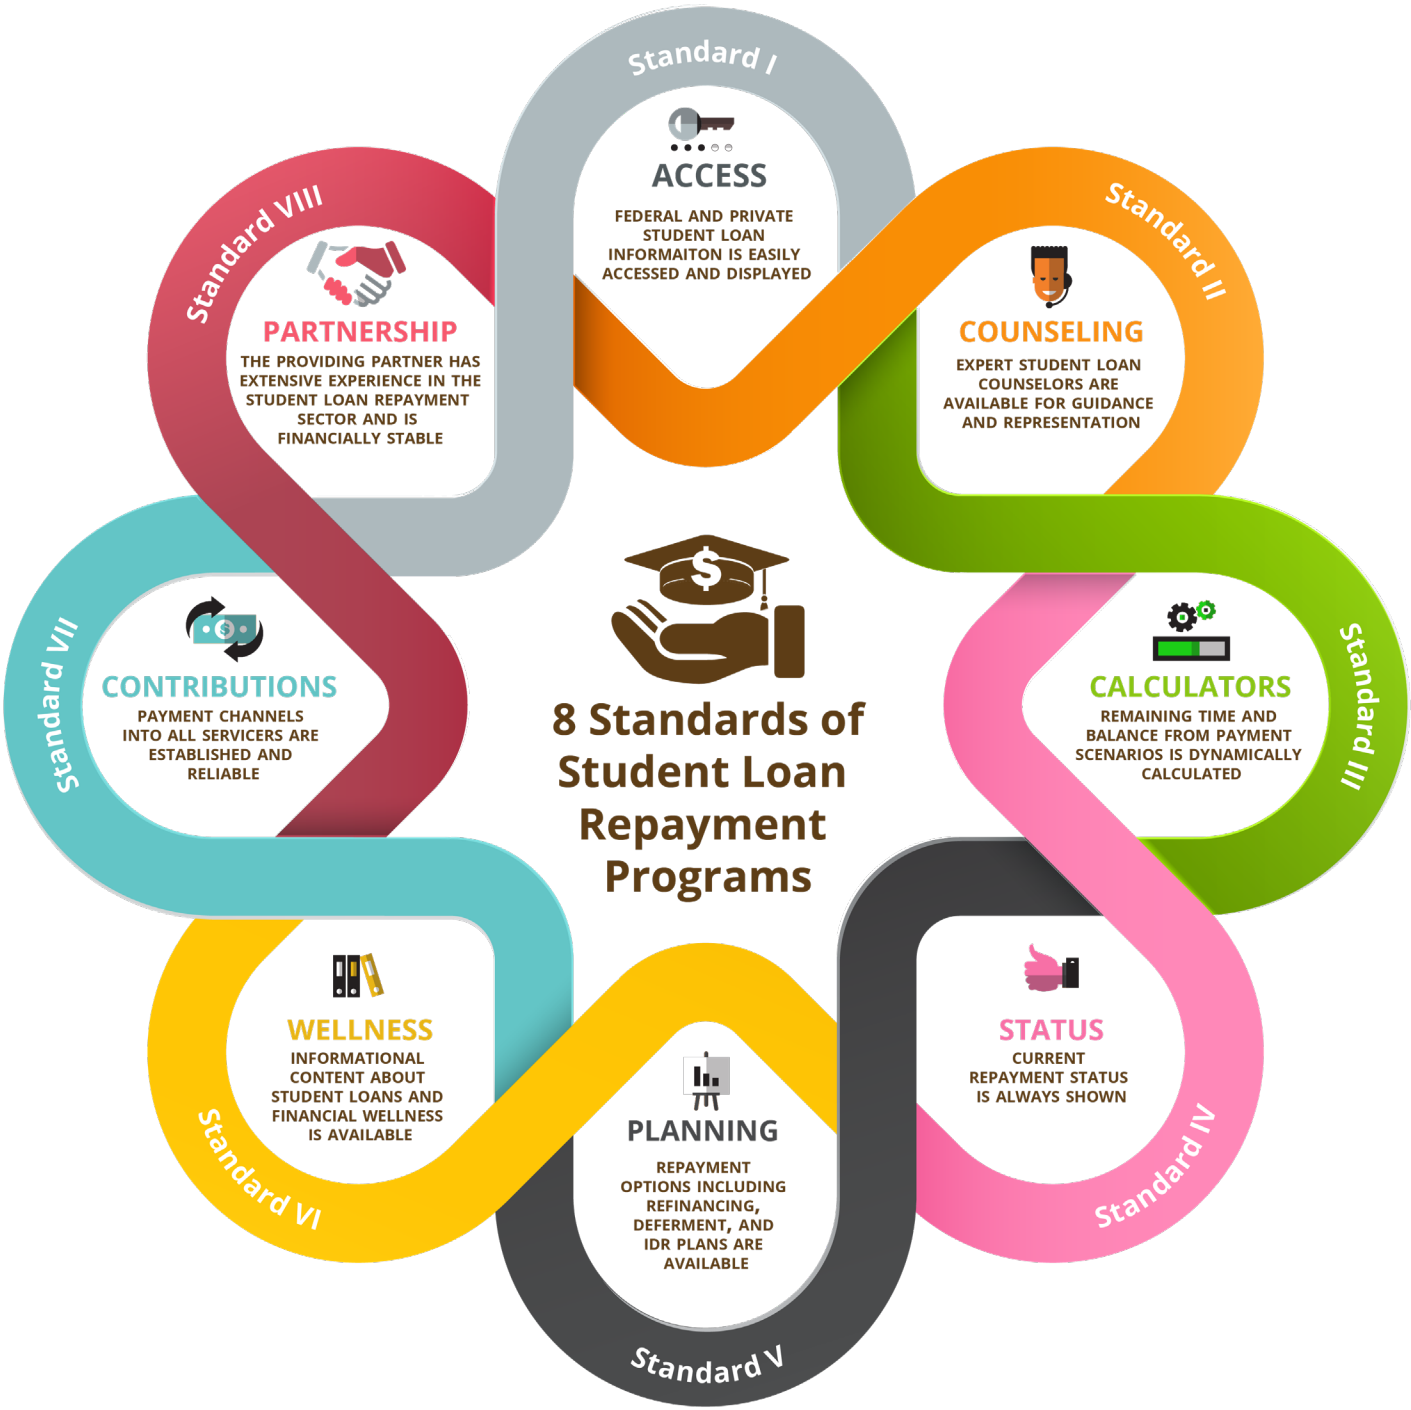 Standard I
ACCESS
FEDERAL AND PRIVATE
STUDENT LOAN
INFORMAITON IS EASILY
ACCESSED AND DISPLAYED
Standard II
COUNSELING
EXPERT STUDENT LOAN
COUNSELORS ARE
AVAILABLE FOR GUIDANCE
AND REPRESENTATION
Standard III
CALCULATORS
REMAINING TIME AND
BALANCE FROM PAYMENT
SCENARIOS IS DYNAMICALLY
CALCULATED
Standard IV
STATUS
CURRENT
REPAYMENT STATUS
IS ALWAYS SHOWN
Standard V
PLANNING
REPAYMENT
OPTIONS INCLUDING
REFINANCING,
DEFERMENT, AND
IDR PLANS ARE
AVAILABLE
Standard VI
WELLNESS
INFORMATIONAL
CONTENT ABOUT
STUDENT LOANS AND
FINANCIAL WELLNESS
IS AVAILABLE
Standard VII
$
CONTRIBUTIONS
PAYMENT CHANNELS
INTO ALL SERVICERS ARE
ESTABLISHED AND
RELIABLE
Standard VIII
PARTNERSHIP
THE PROVIDING PARTNER HAS
EXTENSIVE EXPERIENCE IN THE
STUDENT LOAN REPAYMENT
SECTOR AND IS
FINANCIALLY STABLE
$
8 Standards of
Student Loan
Repayment
Programs